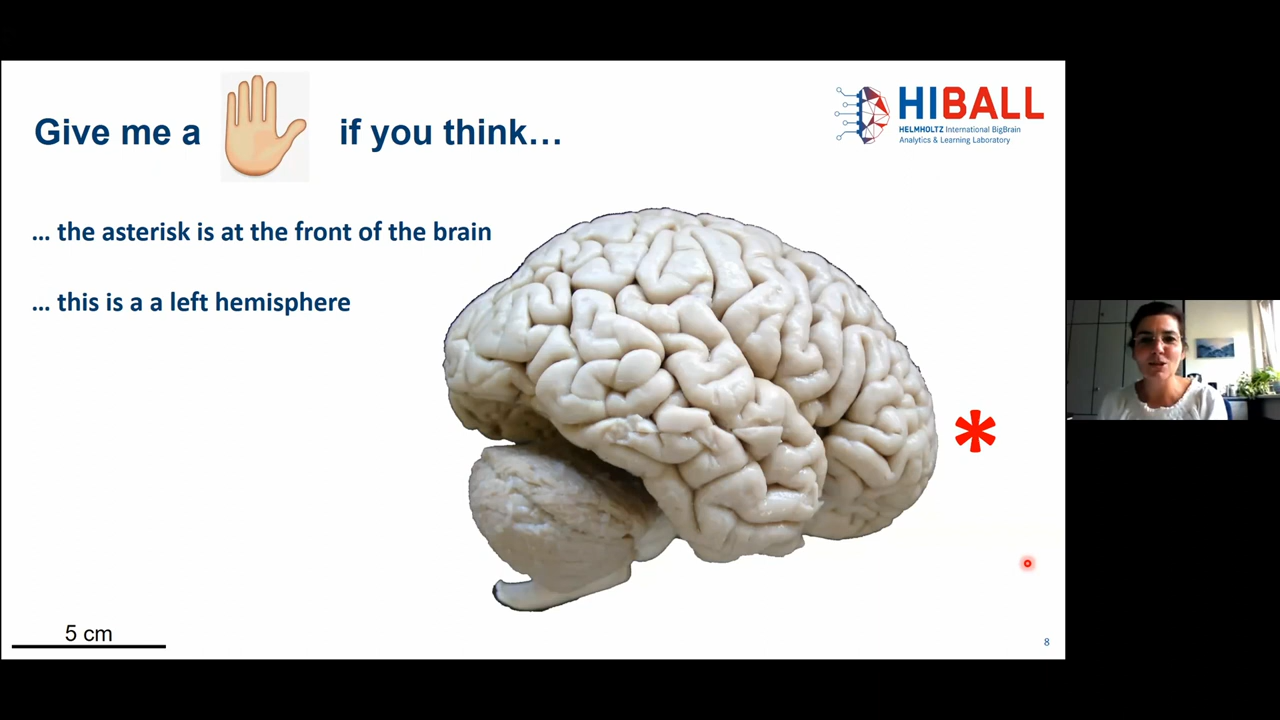 Give me a if you think...
HIBALL
HELMHOLTZ International BigBrain
Analytics & Learning Laboratory
... the asterisk is at the front of the brain
... this is a a left hemisphere
*
5 cm
8